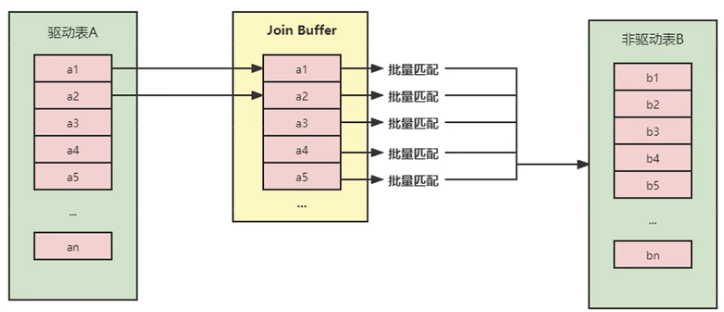 驱动表A
a1
a2
a3
a4
a5
...
an
Join Buffer
a1
a2
a3
a4
a5
...
批量匹配
批量匹配
批量匹配
批量匹配
批量匹配
非驱动表B
b1
b2
b3
b4
b5
...
bn